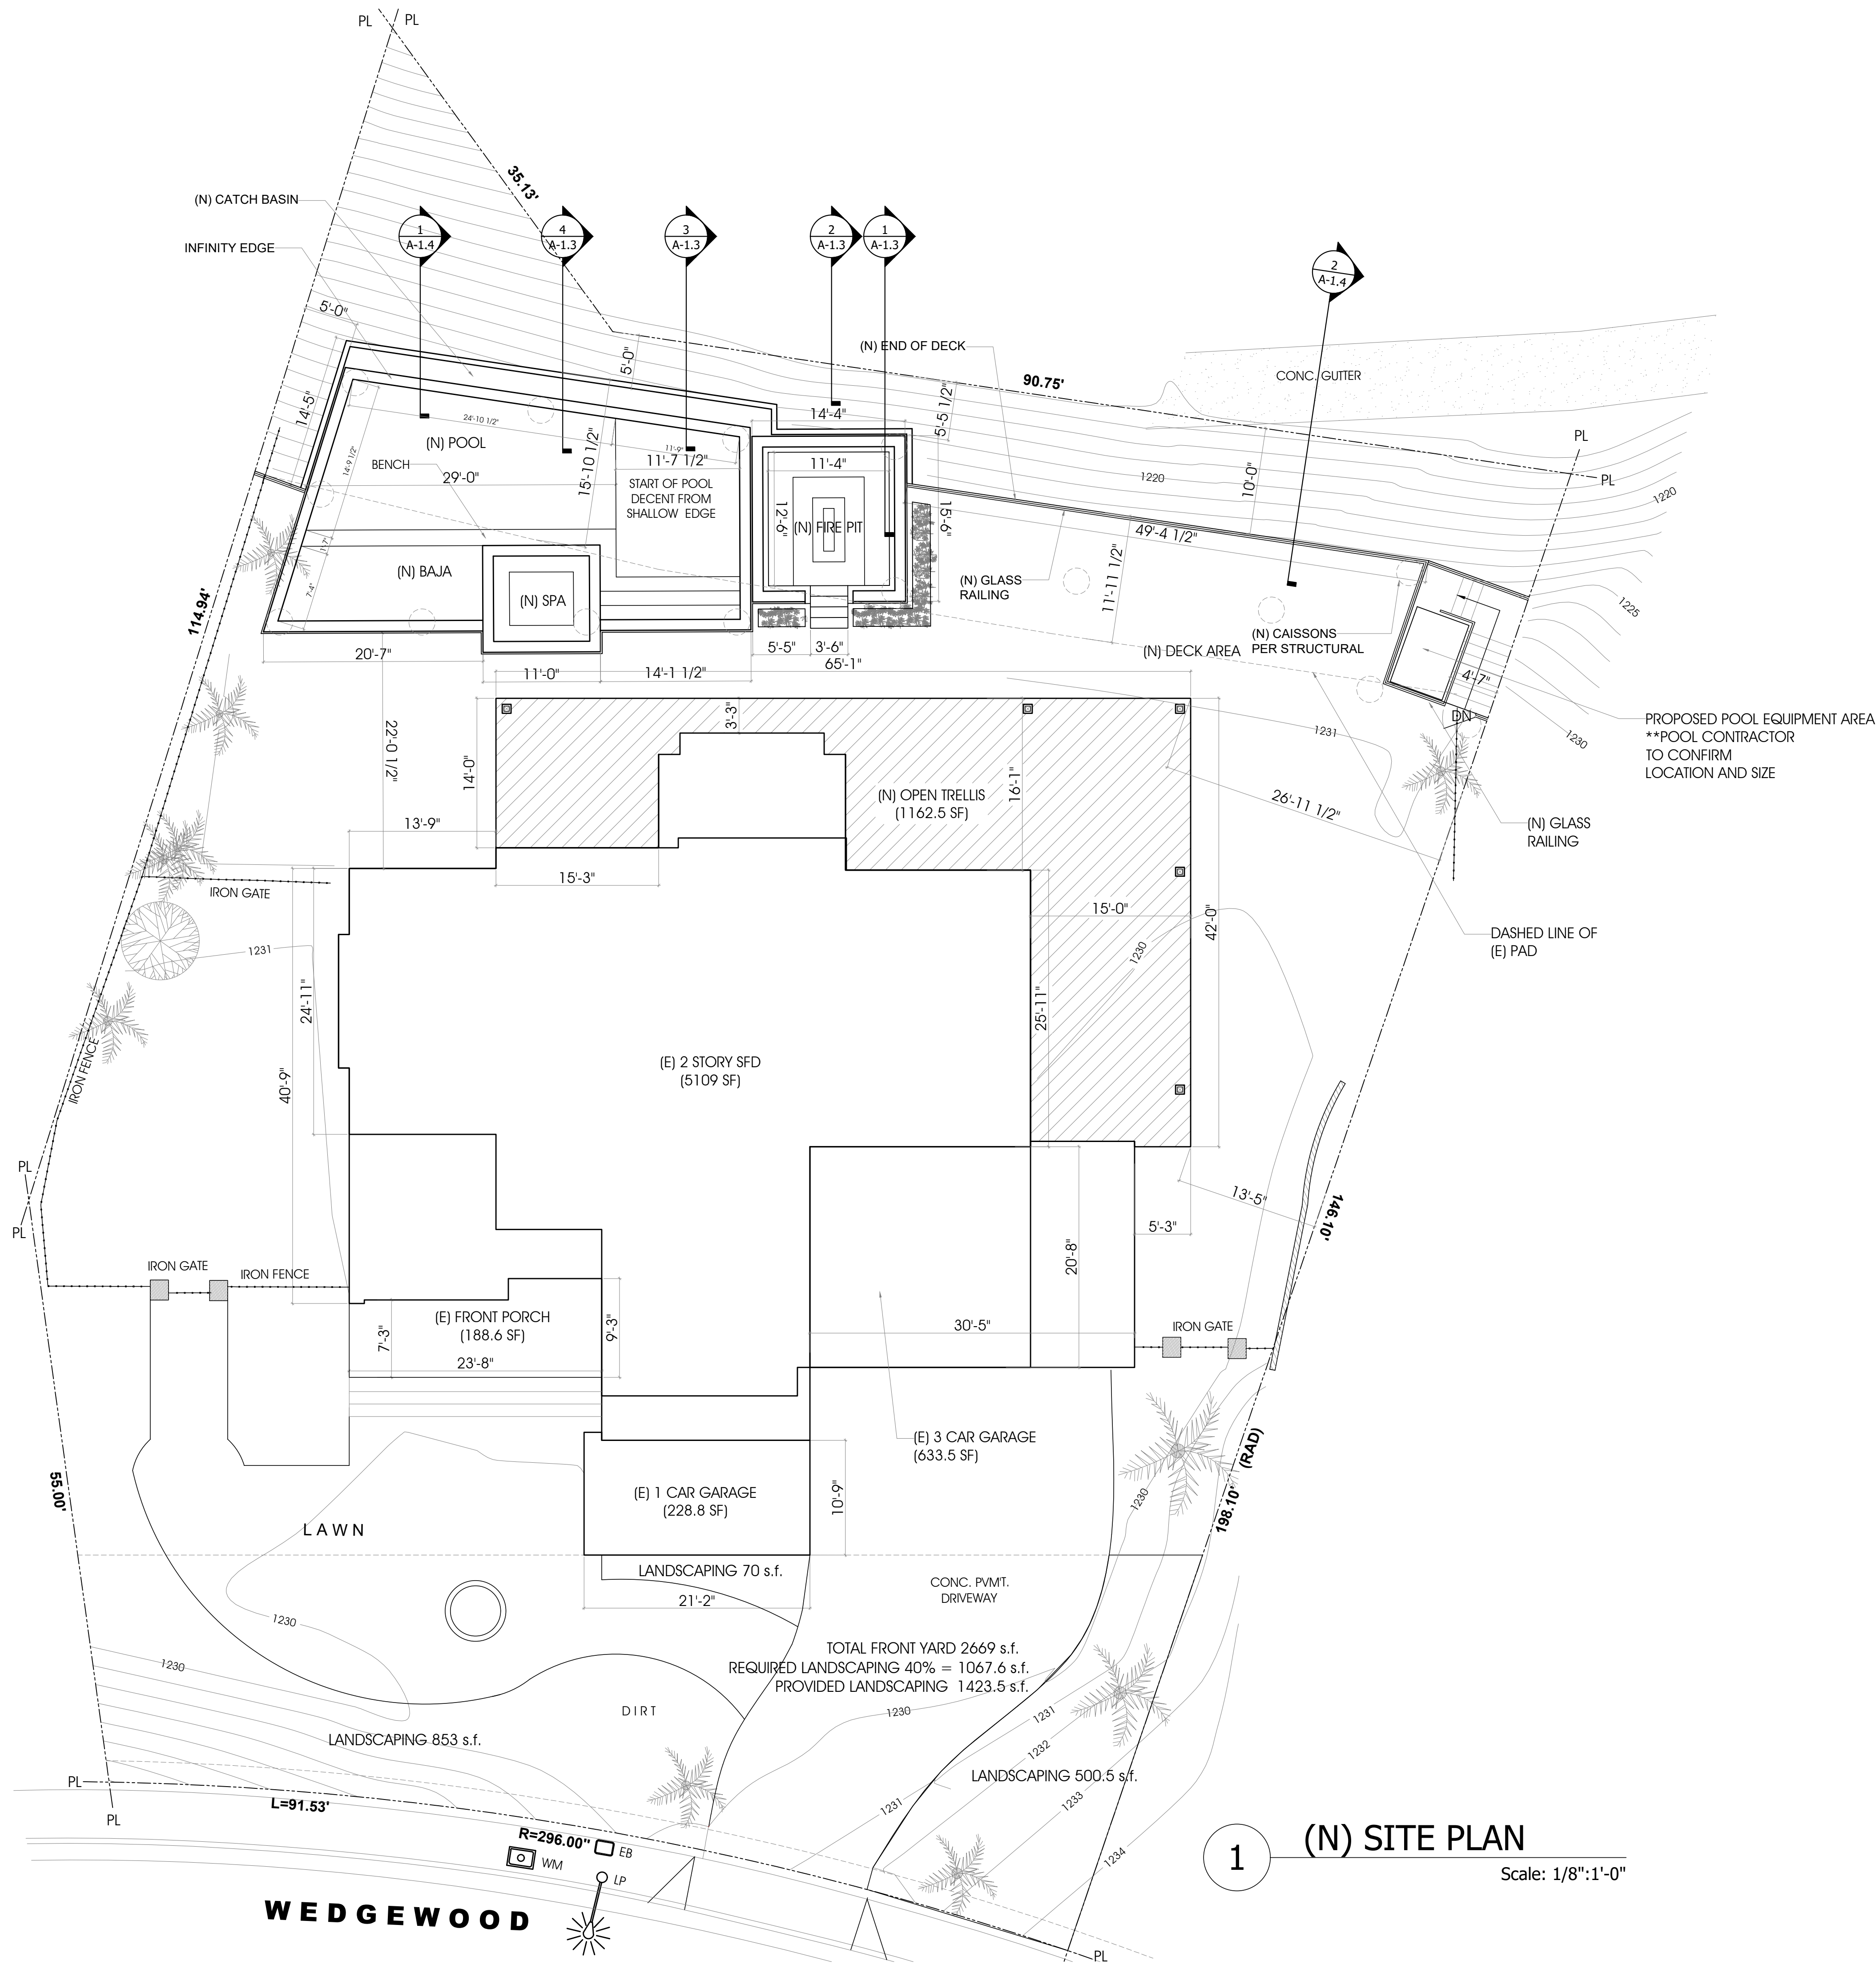 PL
PL
35.13'
(N) CATCH BASIN
INFINITY EDGE
1
A-1.4
4
A-1.3
3
A-1.3
2
A-1.3
1
A-1.3
2
A-1.4
5'-0"
5'-0"
(N) END OF DECK
90.75'
CONC. GUTTER
14'-5"
24'-10 1/2"
14'-4"
5'-5 1/2"
(N) POOL
11'-9"
PL
14'-9 1/2"
BENCH
29'-0"
15'-10 1/2"
11'-7 1/2"
11'-4"
10'-0"
1220
PL
1220
START OF POOL
DECENT FROM
SHALLOW EDGE
12'-6"
(N) FIRE PIT
15'-6"
49'-4 1/2"
11'-7"
(N) BAJA
(N) SPA
7'-4"
(N) GLASS
RAILING
11'-11 1/2"
1225
114.94'
(N) CAISSONS
PER STRUCTURAL
(N) DECK AREA
20'-7"
11'-0"
14'-1 1/2"
5'-5"
3'-6"
65'-1"
4'-7"
DN
PROPOSED POOL EQUIPMENT AREA
**POOL CONTRACTOR
TO CONFIRM
LOCATION AND SIZE
1231
1230
22'-0 1/2"
14'-0"
3'-3"
16'-1"
(N) OPEN TRELLIS
(1162.5 SF)
26'-11 1/2"
13'-9"
(N) GLASS
RAILING
15'-3"
IRON GATE
15'-0"
42'-0"
DASHED LINE OF
(E) PAD
1231
1230
24'-11"
25'-11"
40'-9"
IRON FENCE
(E) 2 STORY SFD
(5109 SF)
PL
PL
13'-5"
146.10'
5'-3"
20'-8"
IRON GATE
IRON FENCE
(E) FRONT PORCH
(188.6 SF)
7'-3"
9'-3"
23'-8"
30'-5"
IRON GATE
(E) 3 CAR GARAGE
(633.5 SF)
198.10' (RAD)
55.00'
(E) 1 CAR GARAGE
(228.8 SF)
10'-9"
1230
LAWN
LANDSCAPING 70 s.f.
CONC. PVM'T.
DRIVEWAY
21'-2"
1230
TOTAL FRONT YARD 2669 s.f.
REQUIRED LANDSCAPING 40% = 1067.6 s.f.
PROVIDED LANDSCAPING 1423.5 s.f.
1230
DIRT
1230
1231
1232
LANDSCAPING 853 s.f.
LANDSCAPING 500.5 s.f.
1233
PL
PL
L=91.53'
1231
R=296.00"
EB
WM
LP
1234
PL
WEDGEWOOD
1
(N) SITE PLAN
Scale: 1/8":1'-0"